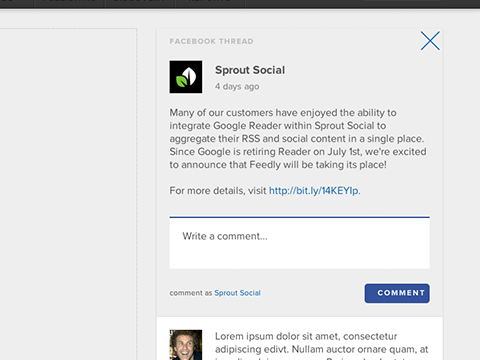 FACEBOOK THREAD
Sprout Social
4 days ago
Many of our customers have enjoyed the ability to
integrate Google Reader within Sprout Social to
aggregate their RSS and social content in a single place.
Since Google is retiring Reader on July 1st, we're excited
to announce that Feedly will be taking its place!
For more details, visit http://bit.ly/14KEYIp.
Write a comment...
comment as Sprout Social
COMMENT
Lorem ipsum dolor sit amet, consectetur
adipiscing edivt. Nullam auctor ornare quam, at